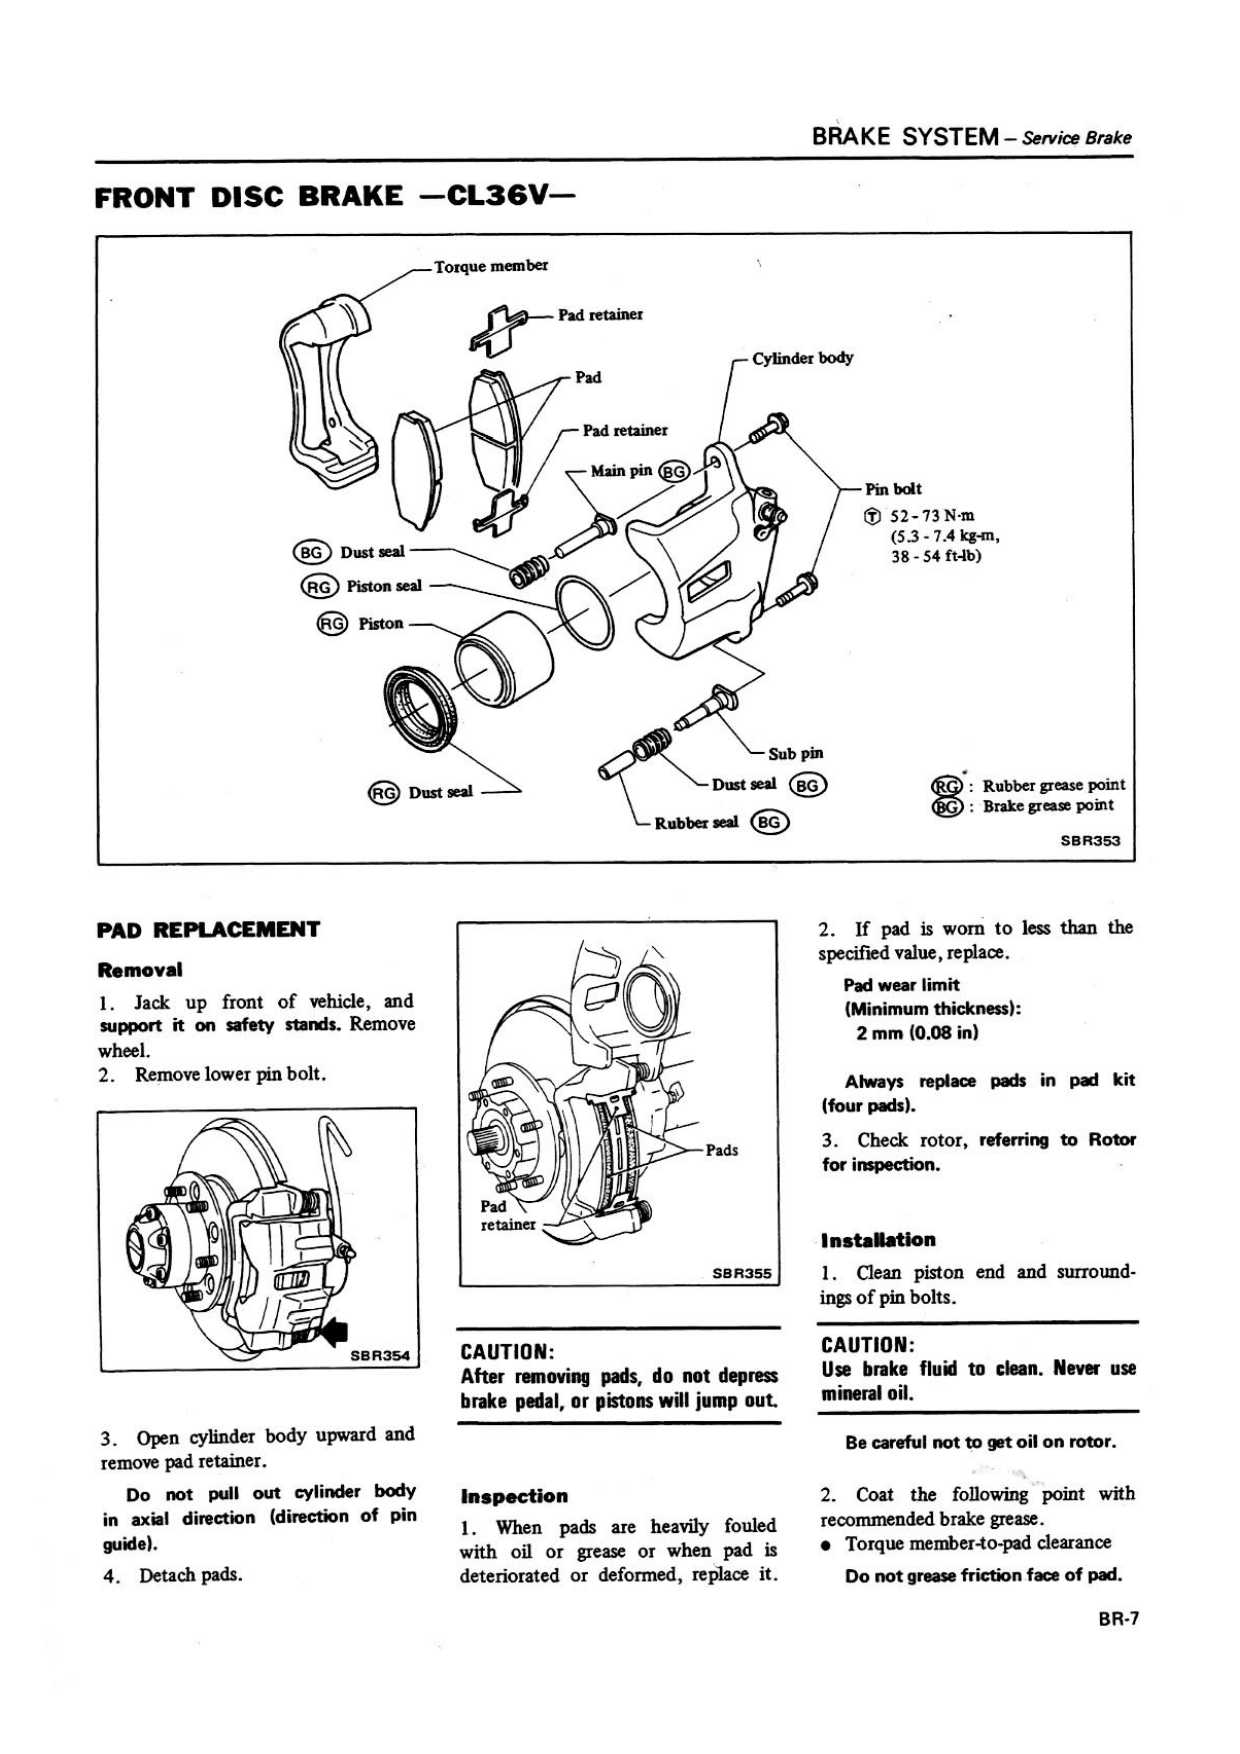 BRAKE SYSTEM – Service Brake
FRONT DISC BRAKE —CL36V—
Torque member
Pad retainer
Cylinder body
Pad
Pad retainer
Main pin BG
Pin bolt
T 52 - 73 N·m
(5.3 - 7.4 kg-m,
38 - 54 ft-lb)
BG Dust seal
RG Piston seal
RG Piston
Sub pin
RG Dust seal
Dust seal BG
Rubber seal BG
RG : Rubber grease point
BG : Brake grease point
SBR353
PAD REPLACEMENT
Removal
1. Jack up front of vehicle, and
support it on safety stands. Remove
wheel.
2. Remove lower pin bolt.
SBR354
3. Open cylinder body upward and
remove pad retainer.
Do not pull out cylinder body
in axial direction (direction of pin
guide).
4. Detach pads.
Pads
Pad
retainer
SBR355
CAUTION:
After removing pads, do not depress
brake pedal, or pistons will jump out.
Inspection
1. When pads are heavily fouled
with oil or grease or when pad is
deteriorated or deformed, replace it.
2. If pad is worn to less than the
specified value, replace.
Pad wear limit
(Minimum thickness):
2 mm (0.08 in)
Always replace pads in pad kit
(four pads).
3. Check rotor, referring to Rotor
for inspection.
Installation
1. Clean piston end and surround-
ings of pin bolts.
CAUTION:
Use brake fluid to clean. Never use
mineral oil.
Be careful not to get oil on rotor.
2. Coat the following point with
recommended brake grease.
● Torque member-to-pad clearance
Do not grease friction face of pad.
BR-7